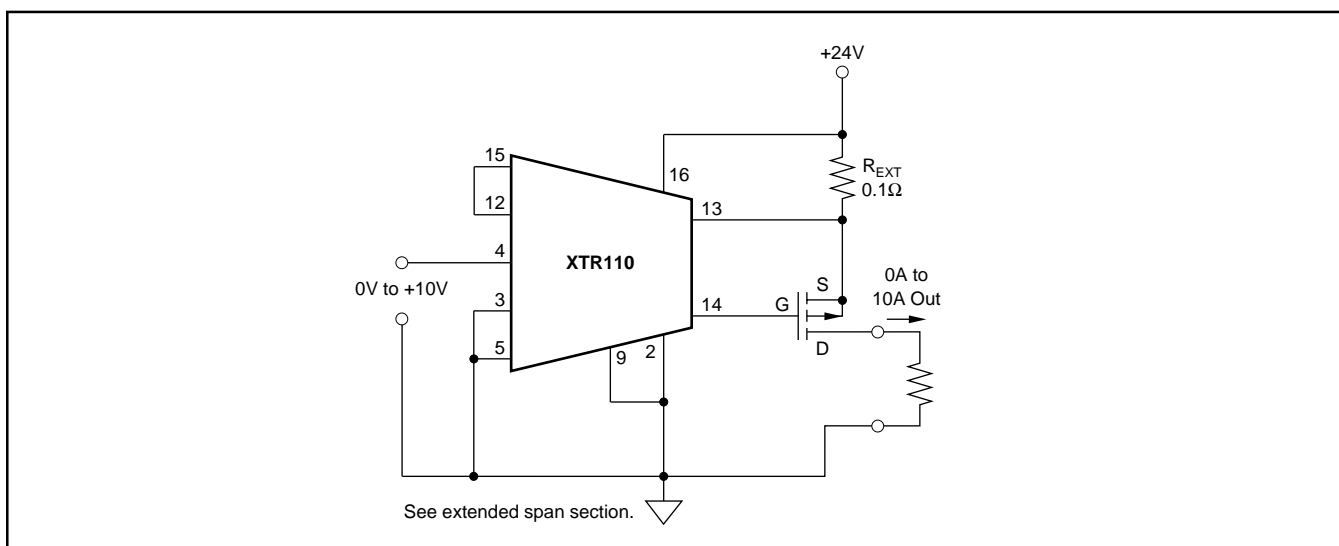 +24V
15
16
R_EXT
0.1Ω
12
13
4
XTR110
0V to +10V
3
14
G
S
0A to
10A Out
5
9
2
D
See extended span section.